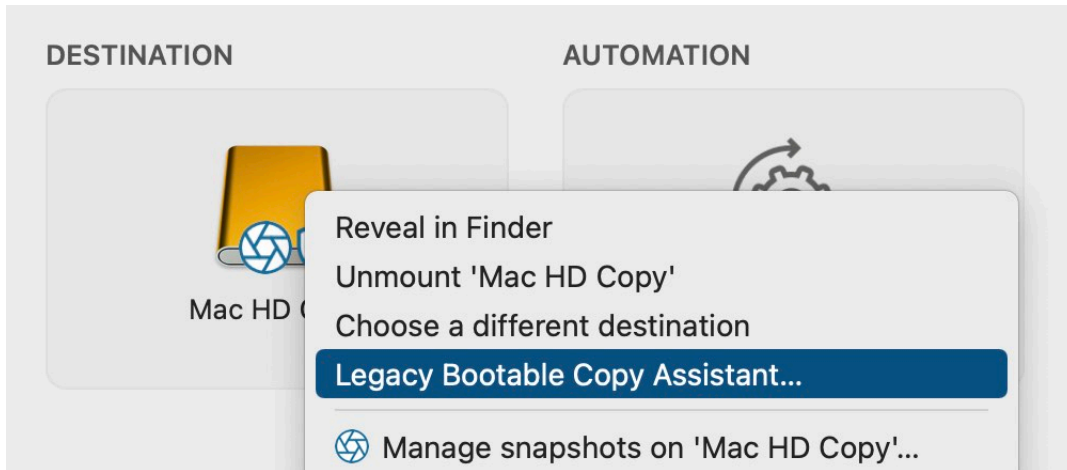 DESTINATION
AUTOMATION
Mac HD
Reveal in Finder
Unmount 'Mac HD Copy'
Choose a different destination
Legacy Bootable Copy Assistant...
Manage snapshots on 'Mac HD Copy'...